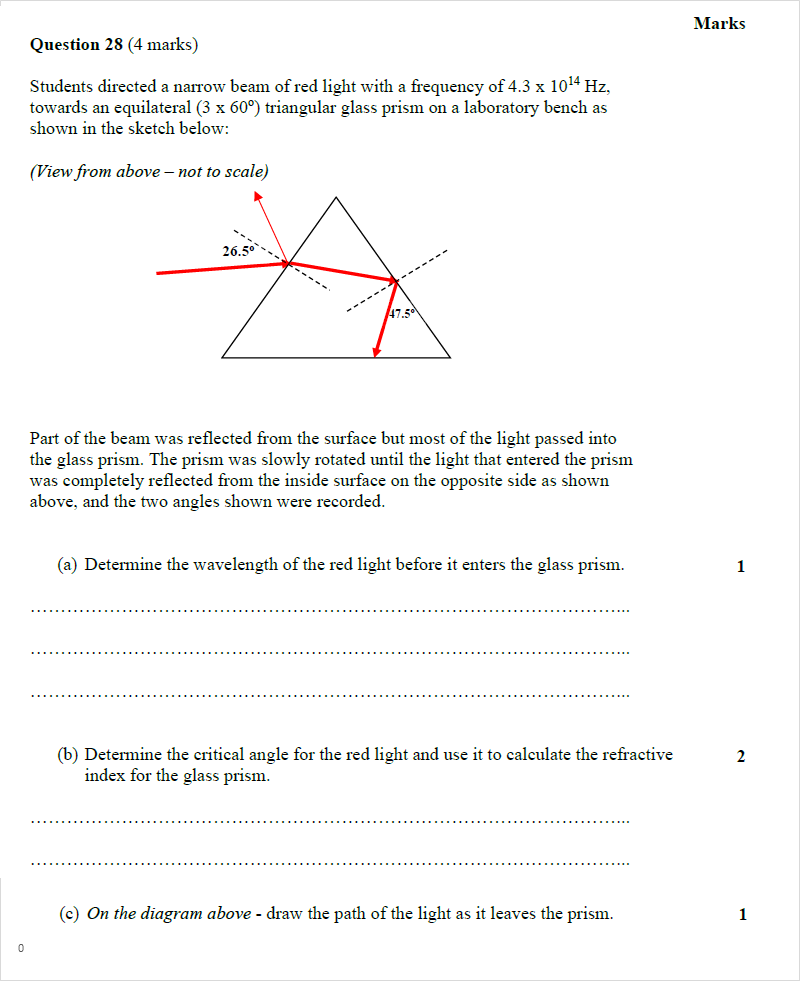 Marks
Question 28 (4 marks)
Students directed a narrow beam of red light with a frequency of 4.3 x 10¹⁴ Hz,
towards an equilateral (3 x 60º) triangular glass prism on a laboratory bench as
shown in the sketch below:
(View from above – not to scale)
26.5º
47.5º
Part of the beam was reflected from the surface but most of the light passed into
the glass prism. The prism was slowly rotated until the light that entered the prism
was completely reflected from the inside surface on the opposite side as shown
above, and the two angles shown were recorded.
(a) Determine the wavelength of the red light before it enters the glass prism. 1
…………………………………………………………………………………………...
…………………………………………………………………………………………...
…………………………………………………………………………………………...
(b) Determine the critical angle for the red light and use it to calculate the refractive 2
index for the glass prism.
…………………………………………………………………………………………...
…………………………………………………………………………………………...
(c) On the diagram above - draw the path of the light as it leaves the prism. 1
0